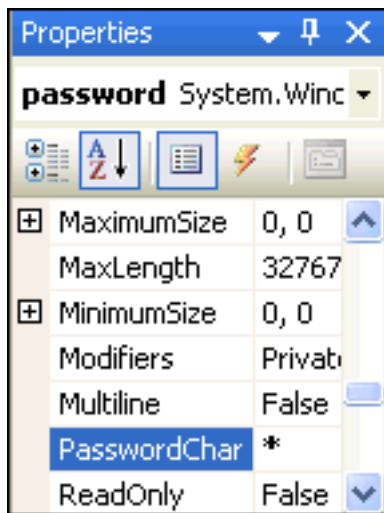 Properties
password System.Winc
A Z
MaximumSize 0, 0
MaxLength 32767
MinimumSize 0, 0
Modifiers Privat
Multiline False
PasswordChar *
ReadOnly False